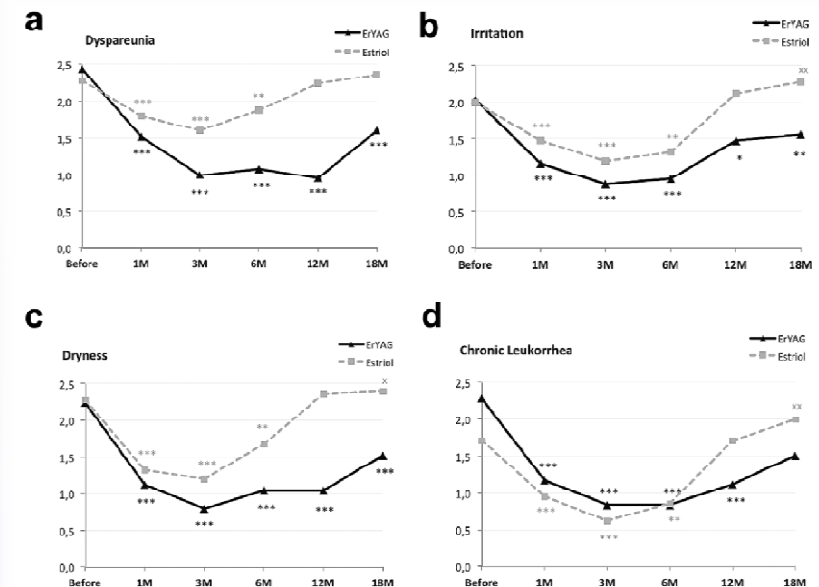 a
Dyspareunia
ErYAG
Estriol
2,5
2,0
1,5
1,0
0,5
0,0
*** *** **
*** *** *** *** ***
Before 1M 3M 6M 12M 18M
b
Irritation
ErYAG
Estriol
2,5
2,0
1,5
1,0
0,5
0,0
*** *** ** xx
*** *** *** * **
Before 1M 3M 6M 12M 18M
c
Dryness
ErYAG
Estriol
2,5
2,0
1,5
1,0
0,5
0,0
*** *** ** x
*** *** *** *** ***
Before 1M 3M 6M 12M 18M
d
Chronic Leukorrhea
ErYAG
Estriol
2,5
2,0
1,5
1,0
0,5
0,0
*** *** *** *** xx
*** *** **
Before 1M 3M 6M 12M 18M